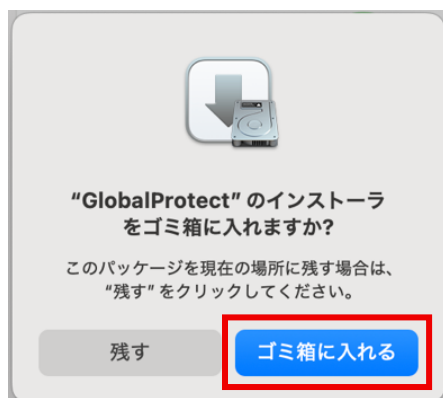 “GlobalProtect” のインストーラ
をゴミ箱に入れますか?
このパッケージを現在の場所に残す場合は、
“残す” をクリックしてください。
残す
ゴミ箱に入れる